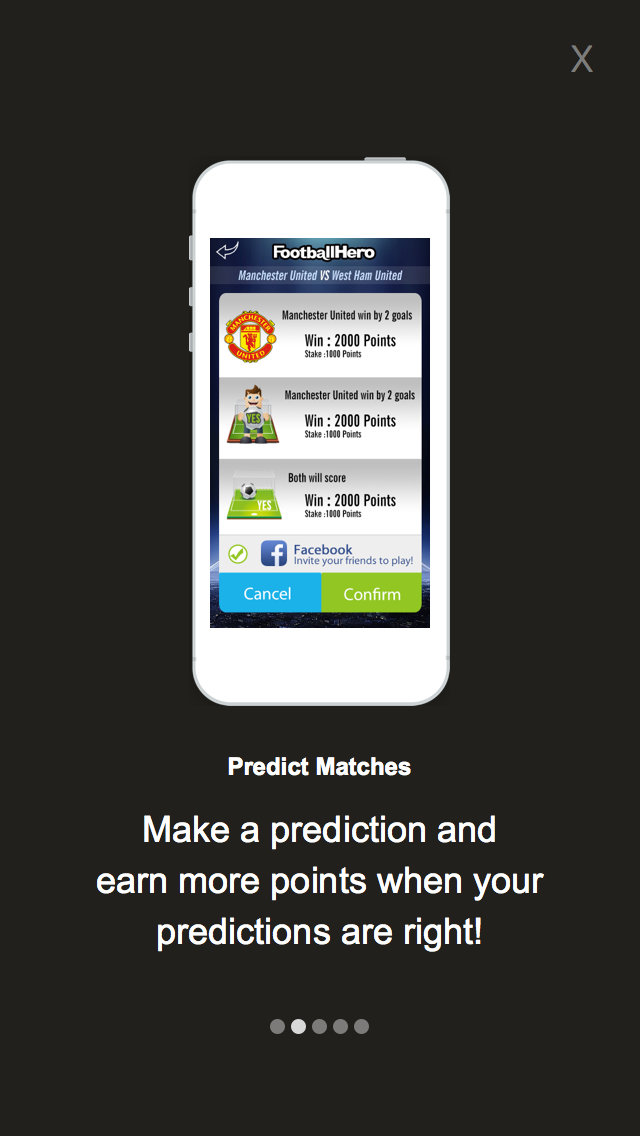 X
FootballHero
Manchester United VS West Ham United
MANCHESTER
UNITED
Manchester United win by 2 goals
Win : 2000 Points
Stake :1000 Points
Manchester United win by 2 goals
YES
Win : 2000 Points
Stake :1000 Points
Both will score
YES
Win : 2000 Points
Stake :1000 Points
f
Facebook
Invite your friends to play!
Cancel
Confirm
Predict Matches
Make a prediction and
earn more points when your
predictions are right!